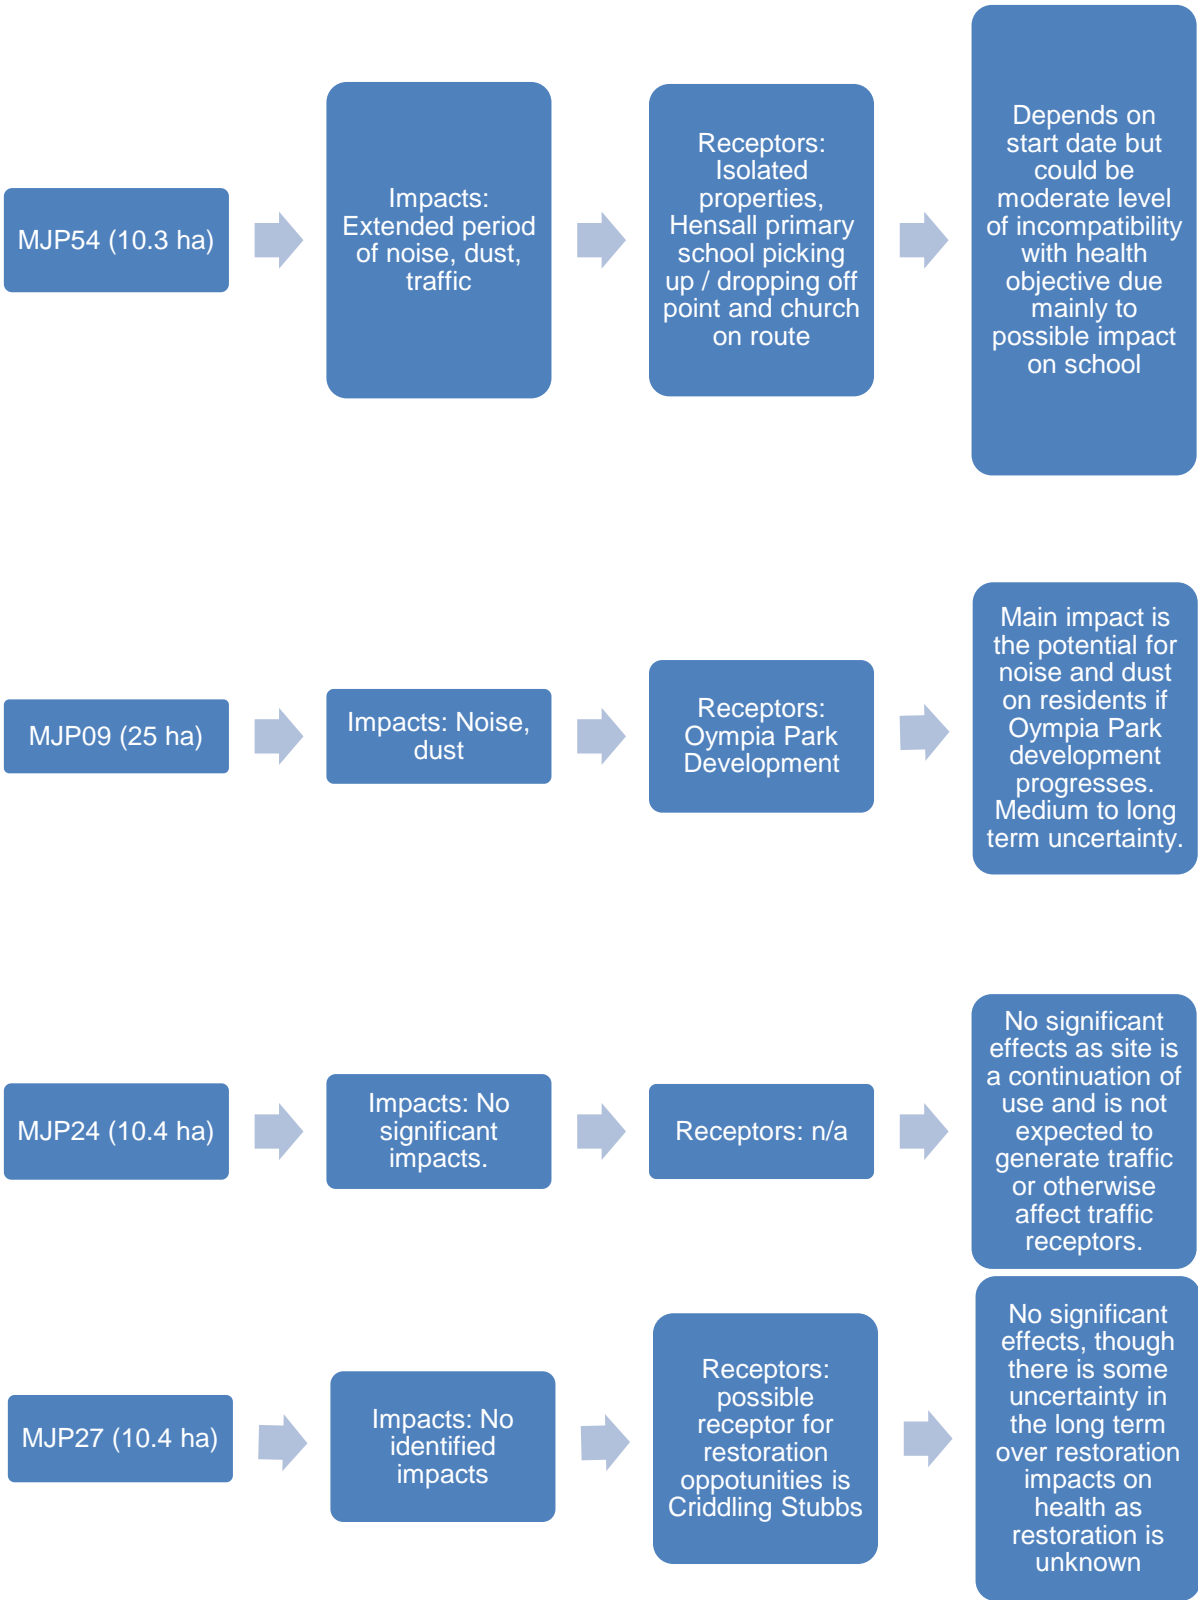 MJP54 (10.3 ha)
Impacts:
Extended period
of noise, dust,
traffic
Receptors:
Isolated
properties,
Hensall primary
school picking
up / dropping off
point and church
on route
Depends on
start date but
could be
moderate level
of incompatibility
with health
objective due
mainly to
possible impact
on school
MJP09 (25 ha)
Impacts: Noise,
dust
Receptors:
Oympia Park
Development
Main impact is
the potential for
noise and dust
on residents if
Oympia Park
development
progresses.
Medium to long
term uncertainty.
MJP24 (10.4 ha)
Impacts: No
significant
impacts.
Receptors: n/a
No significant
effects as site is
a continuation of
use and is not
expected to
generate traffic
or otherwise
affect traffic
receptors.
MJP27 (10.4 ha)
Impacts: No
identified
impacts
Receptors:
possible
receptor for
restoration
oppotunities is
Criddling Stubbs
No significant
effects, though
there is some
uncertainty in
the long term
over restoration
impacts on
health as
restoration is
unknown